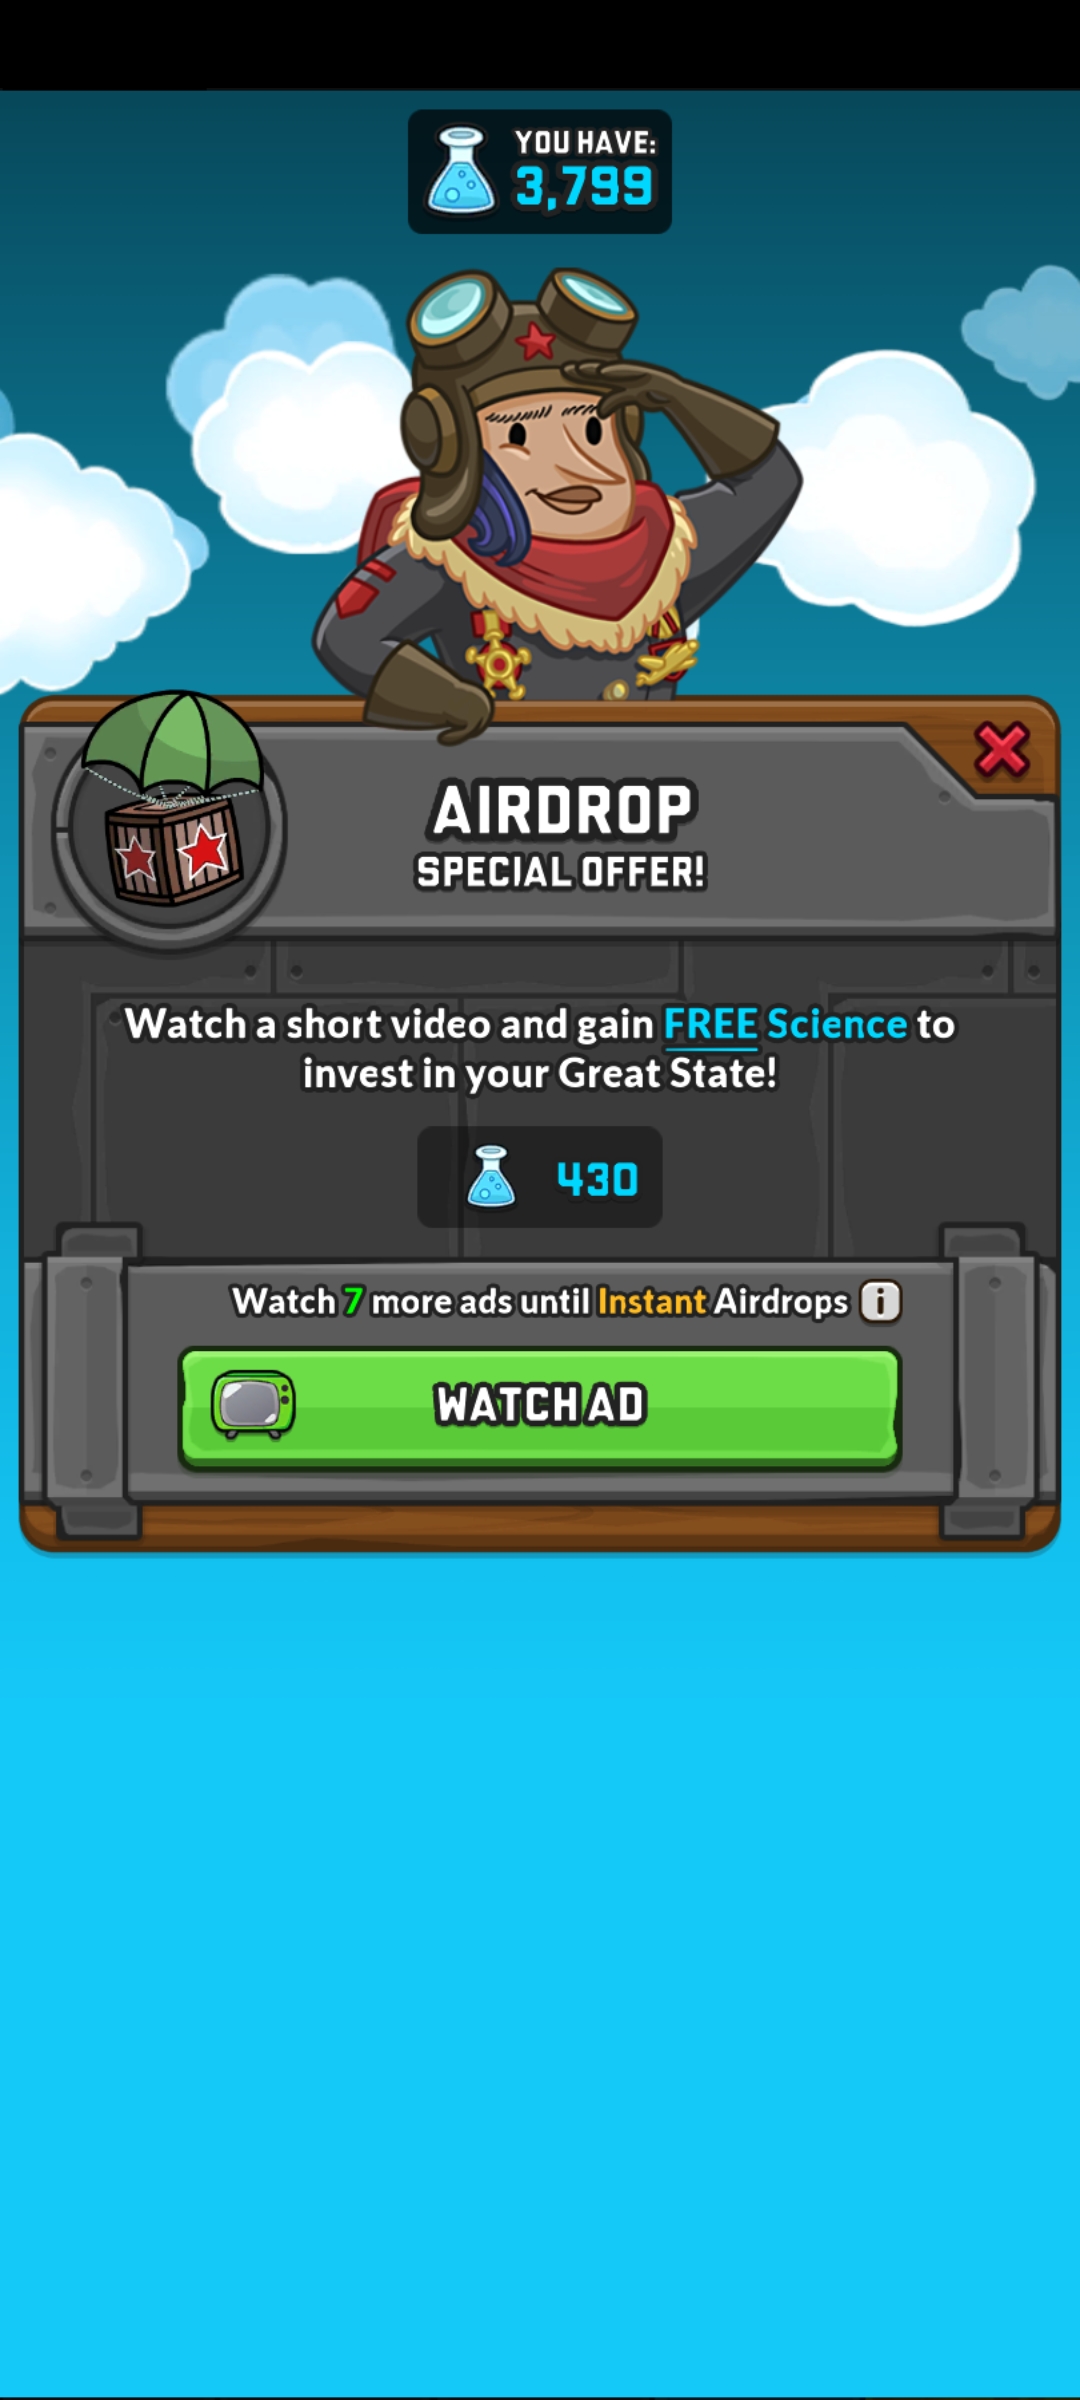 YOU HAVE:
3,799
AIRDROP
SPECIAL OFFER!
Watch a short video and gain FREE Science to
invest in your Great State!
430
Watch 7 more ads until Instant Airdrops i
WATCH AD